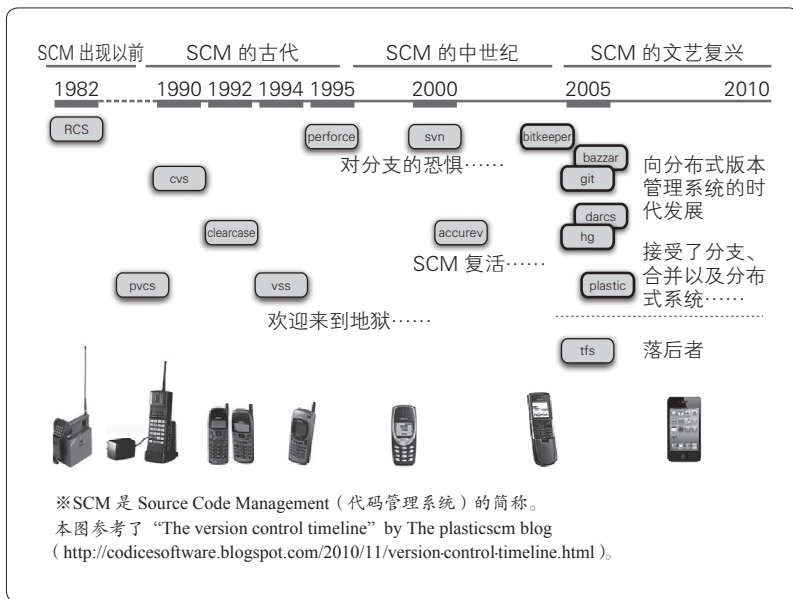 SCM 出现以前 SCM 的古代 SCM 的中世纪 SCM 的文艺复兴
1982 1990 1992 1994 1995 2000 2005 2010
RCS perforce svn bitkeeper
对分支的恐惧……
bazzar
git
cvs
向分布式版本
管理系统的时
代发展
darcs
hg
clearcase accurev
SCM 复活……
接受了分支、
合并以及分布
式系统……
pvcs vss plastic
欢迎来到地狱……
tfs 落后者
※SCM 是 Source Code Management（代码管理系统）的简称。
本图参考了 “The version control timeline” by The plasticscm blog
（http://codicesoftware.blogspot.com/2010/11/version-control-timeline.html）。